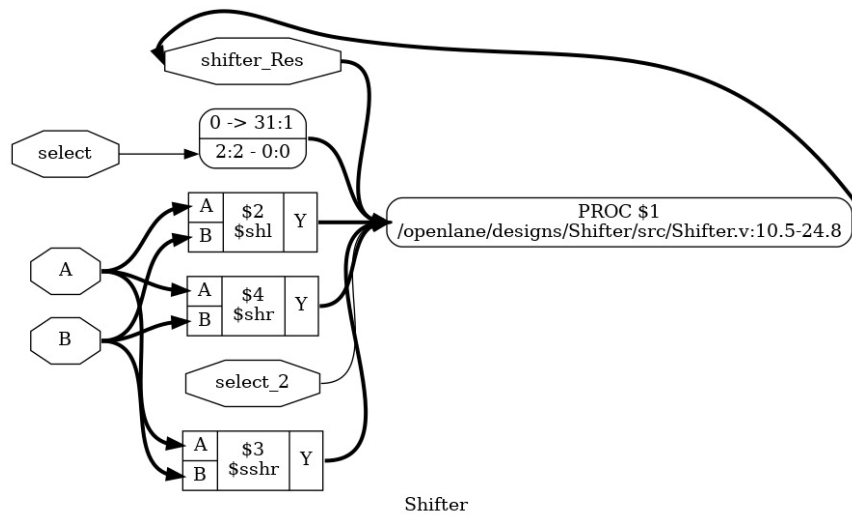 shifter_Res
0 -> 31:1
2:2 - 0:0
select
A
B
$2
$shl
Y
PROC $1
/openlane/designs/Shifter/src/Shifter.v:10.5-24.8
A
B
A
B
$4
$shr
Y
select_2
A
B
$3
$sshr
Y
Shifter